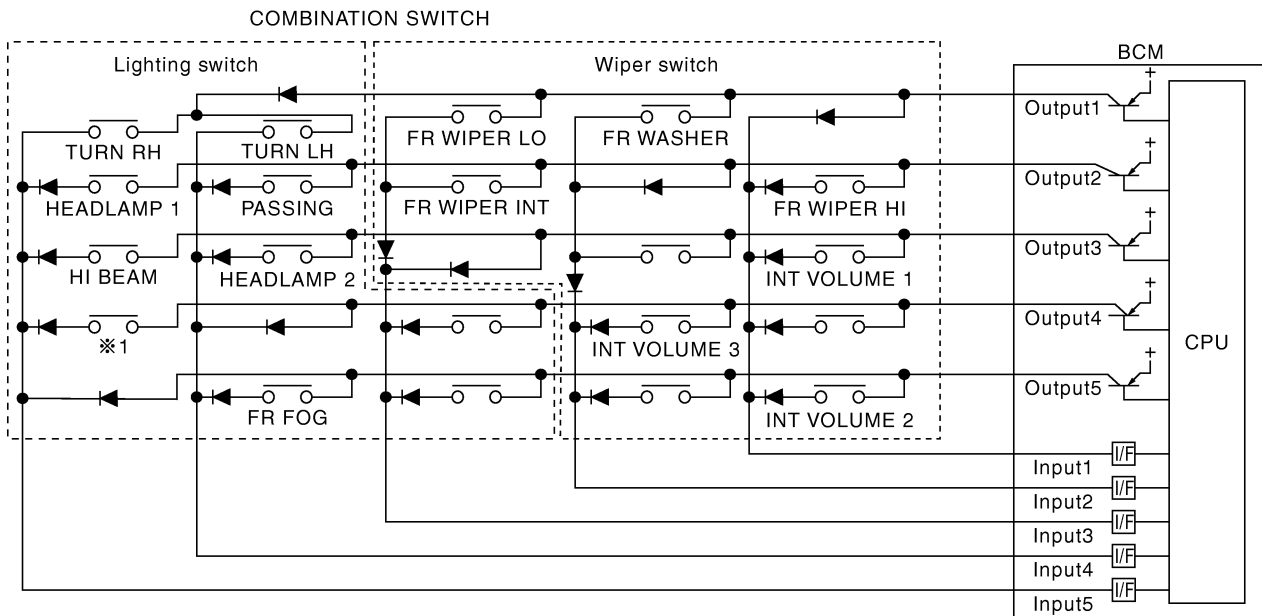 COMBINATION SWITCH
BCM
Lighting switch
Wiper switch
+
Output1
TURN RH
TURN LH
FR WIPER LO
FR WASHER
+
Output2
HEADLAMP 1
PASSING
FR WIPER INT
FR WIPER HI
+
Output3
HI BEAM
HEADLAMP 2
INT VOLUME 1
+
Output4
※1
INT VOLUME 3
CPU
+
Output5
FR FOG
INT VOLUME 2
Input1
I/F
Input2
I/F
Input3
I/F
Input4
I/F
Input5
I/F